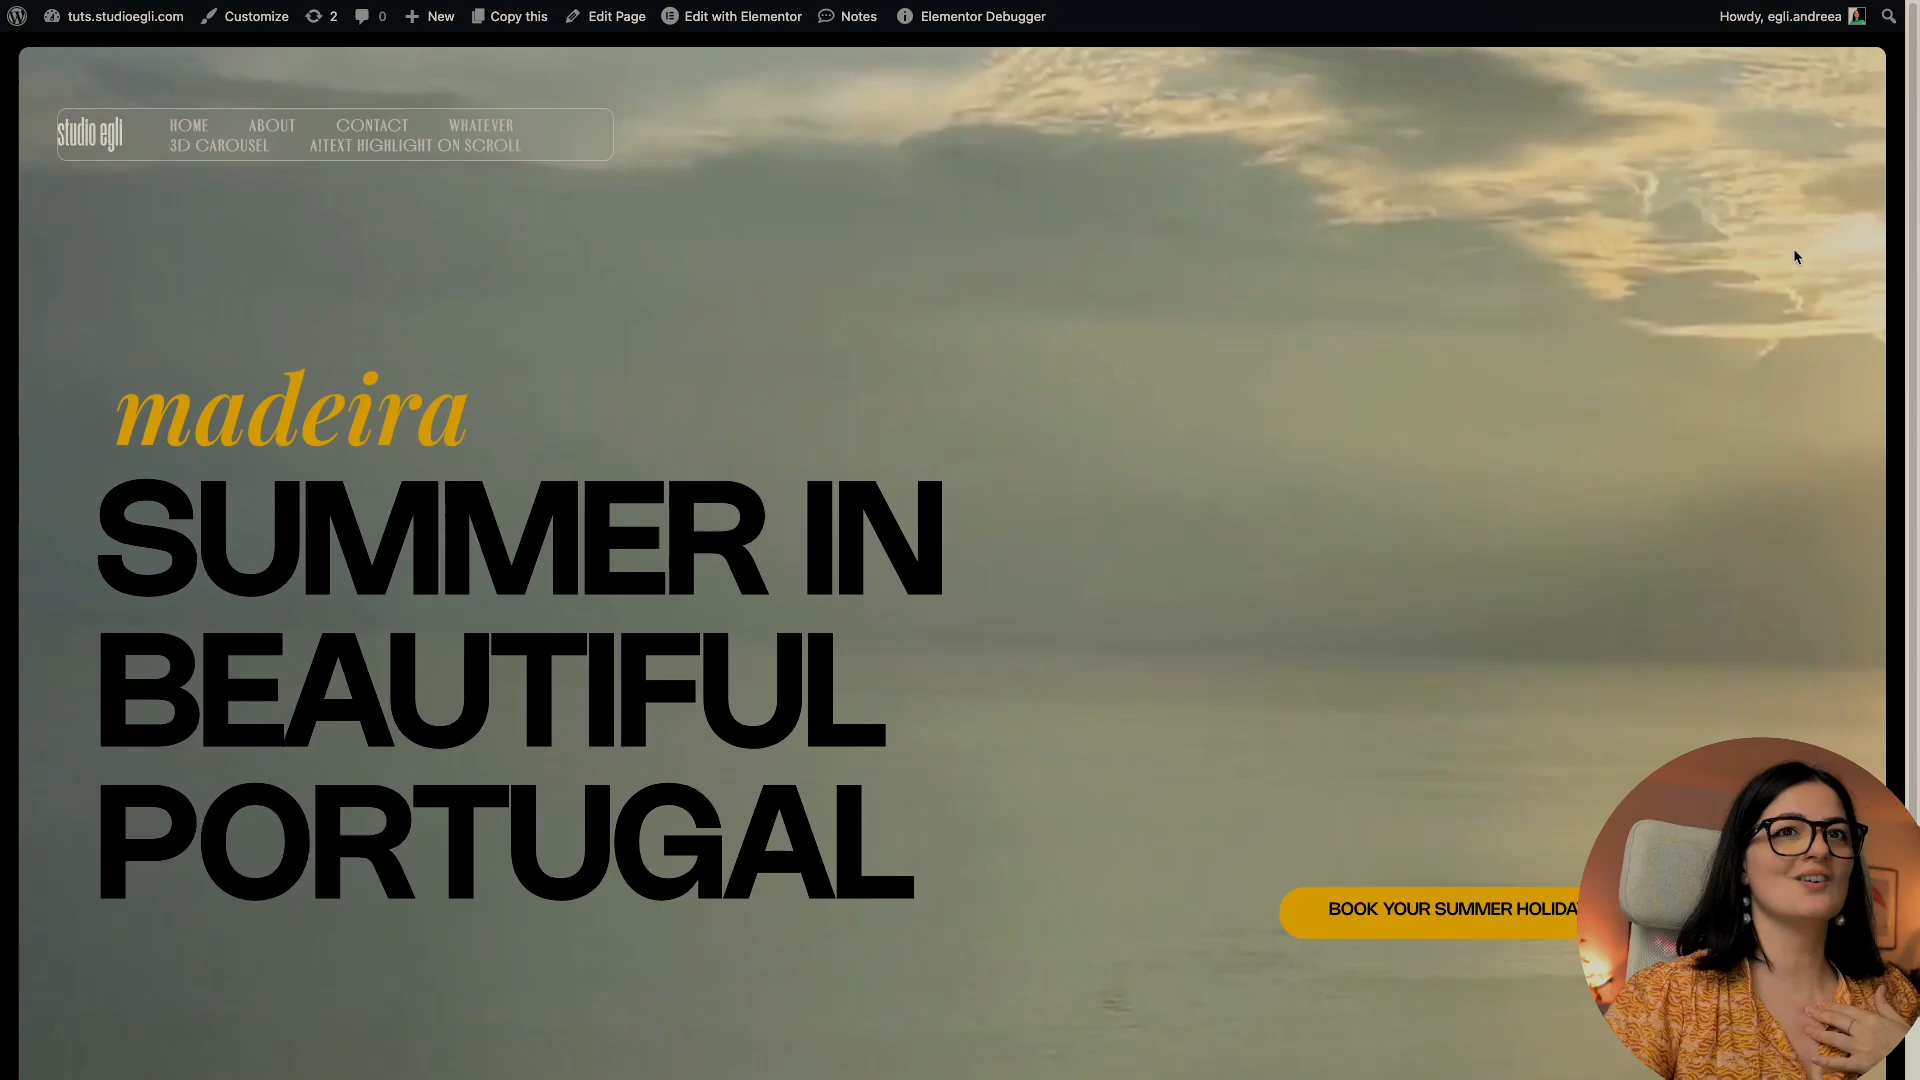 tuts.studioegli.com Customize 2 0 New Copy this Edit Page Edit with Elementor Notes Elementor Debugger Howdy, egli.andreea
studio egli
HOME ABOUT CONTACT WHATEVER
3D CAROUSEL A!TEXT HIGHLIGHT ON SCROLL
madeira
SUMMER IN
BEAUTIFUL
PORTUGAL
BOOK YOUR SUMMER